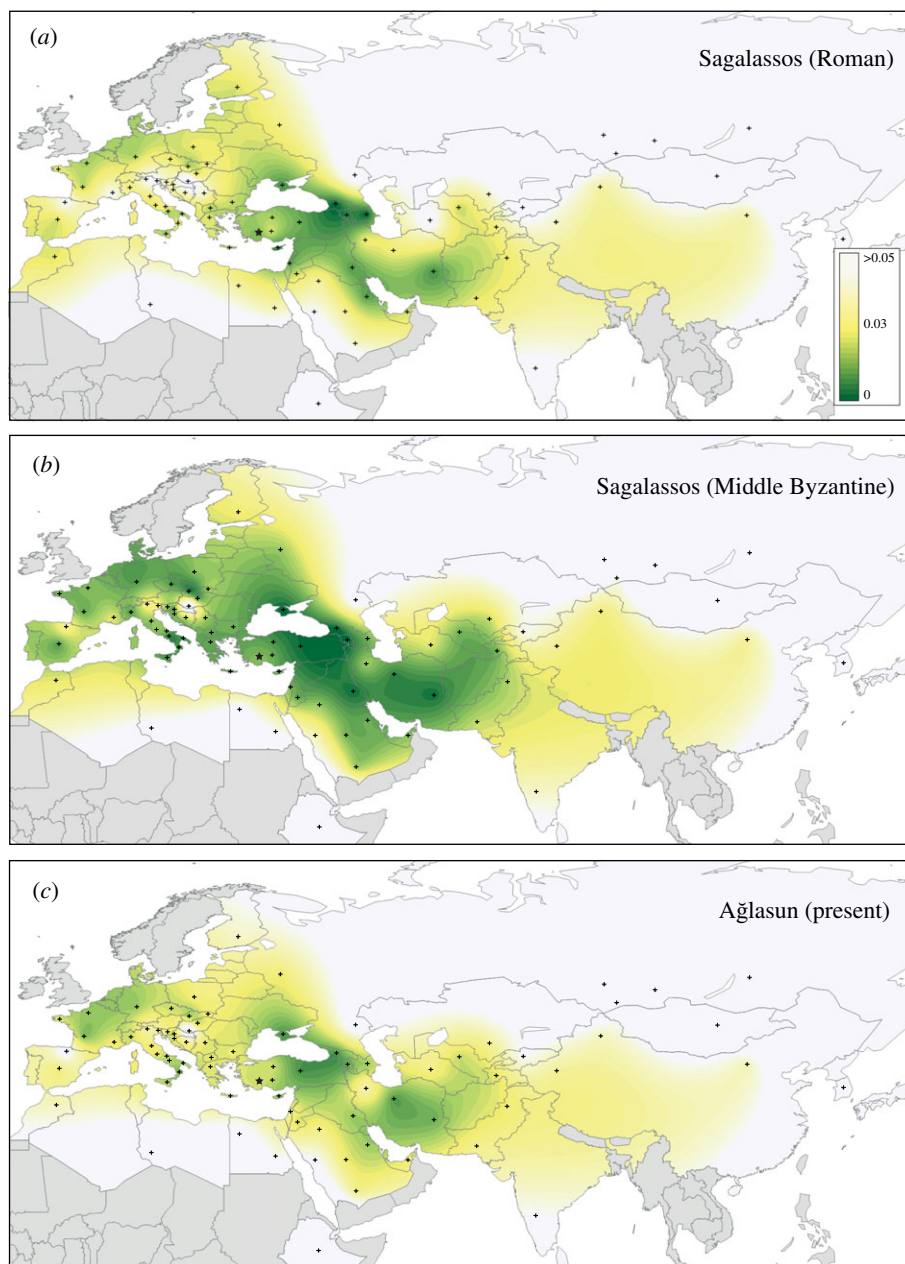 (a)
Sagalassos (Roman)
>0.05
0.03
0
(b)
Sagalassos (Middle Byzantine)
(c)
Ağlasun (present)